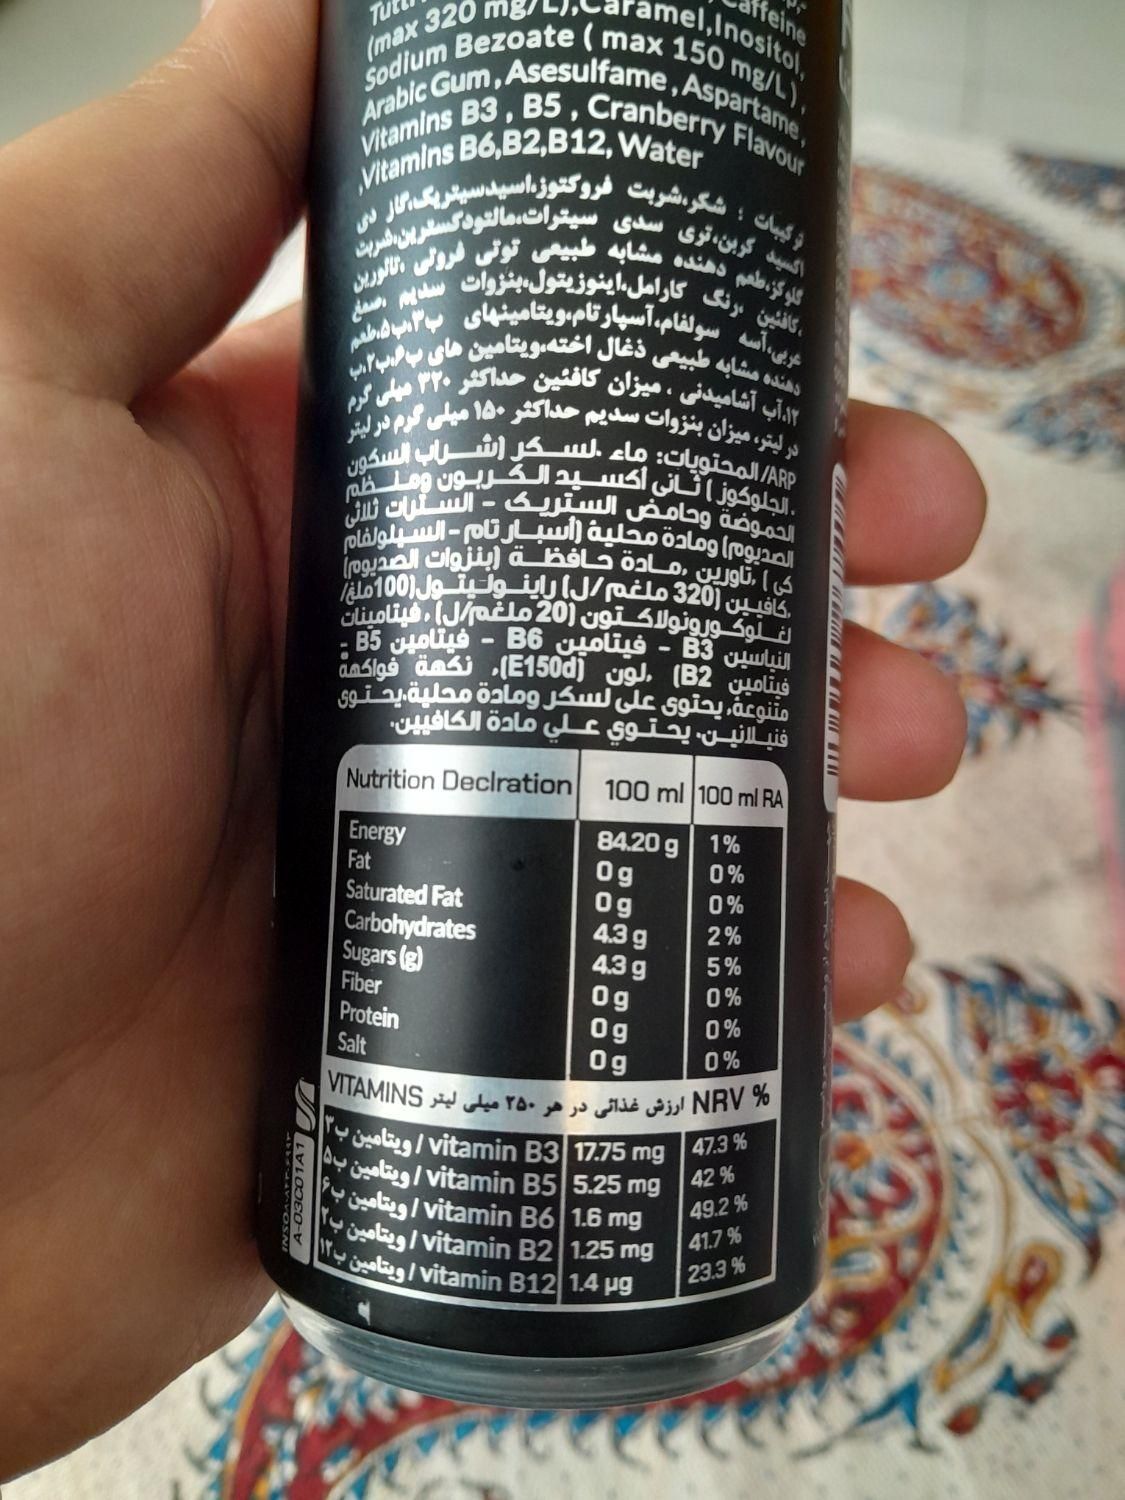 Caffeine
(max 320 mg/L),Caramel,Inositol,
Sodium Bezoate ( max 150 mg/L ),
Arabic Gum , Asesulfame , Aspartame,
Vitamins B3 , B5 , Cranberry Flavour
,Vitamins B6,B2,B12, Water
ترکیبات : شکر،شربت فروکتوز،اسیدسیتریک،گاز دی
اکسید کربن،تری سدی سیترات،مالتودکسترین،شربت
گلوکز،طعم دهنده مشابه طبیعی توتی فروتی ،تائورین
،کافئین ،رنگ کارامل،اینوزیتول،بنزوات سدیم ،صمغ
عربی،آسه سولفام،آسپارتام،ویتامینهای ب۳،ب۵،طعم
دهنده مشابه طبیعی ذغال اخته،ویتامین های ب۶،ب۲،ب
۱۲،آب آشامیدنی . میزان کافئین حداکثر ۳۲۰ میلی گرم
در لیتر، میزان بنزوات سدیم حداکثر ۱۵۰ میلی گرم در لیتر
ARP/ المحتويات: ماء .لسكر (شراب السكون
.الجلوكوز ) ثاني أكسيد الكربون ومنظم
الحموضة وحامض الستريك - السترات ثلاثي
الصديوم) ومادة محلية (أسبارتام - السيلولفام
كي ) ،تاورين ,مادة حافظة (بنزوات الصديوم)
,كافيين (320 ملغم /ل) راينوليتول(100ملغ/
لغلوكورونولاكتون (20 ملغم/ل) ، فيتامينات
النياسين B3 - فيتامين B6 - فيتامين B5 -
فيتامين B2) ,لون (E150d)، نكهة فواكهة
متنوعة، يحتوي على لسكر ومادة محلية،يحتوي
فنيلانين، يحتوي علي مادة الكافيين.
Nutrition Declration 100 ml 100 ml RA
Energy 84.20 g 1 %
Fat 0 g 0 %
Saturated Fat 0 g 0 %
Carbohydrates 4.3 g 2 %
Sugars (g) 4.3 g 5 %
Fiber 0 g 0 %
Protein 0 g 0 %
Salt 0 g 0 %
VITAMINS ارزش غذائی در هر ۲۵۰ میلی لیتر NRV %
ویتامین ب۳ / vitamin B3 17.75 mg 47.3 %
ویتامین ب۵ / vitamin B5 5.25 mg 42 %
ویتامین ب۶ / vitamin B6 1.6 mg 49.2 %
ویتامین ب۲ / vitamin B2 1.25 mg 41.7 %
ویتامین ب۱۲ / vitamin B12 1.4 µg 23.3 %
A-03C01A1